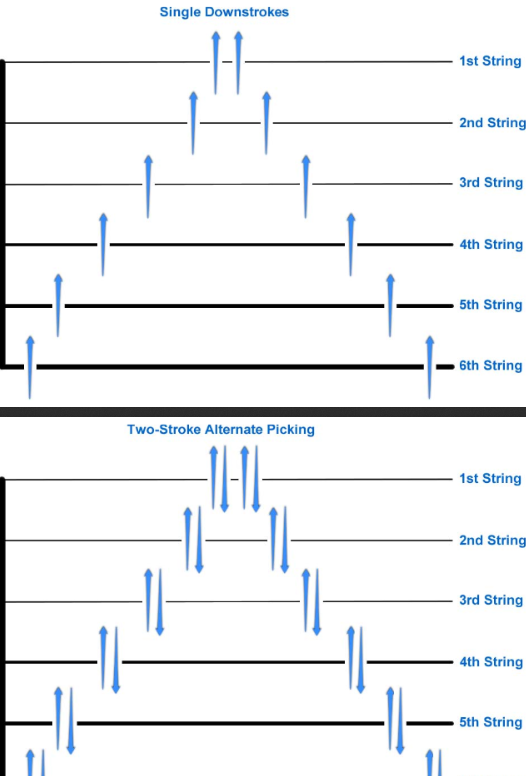 Single Downstrokes
1st String
2nd String
3rd String
4th String
5th String
6th String
Two-Stroke Alternate Picking
1st String
2nd String
3rd String
4th String
5th String